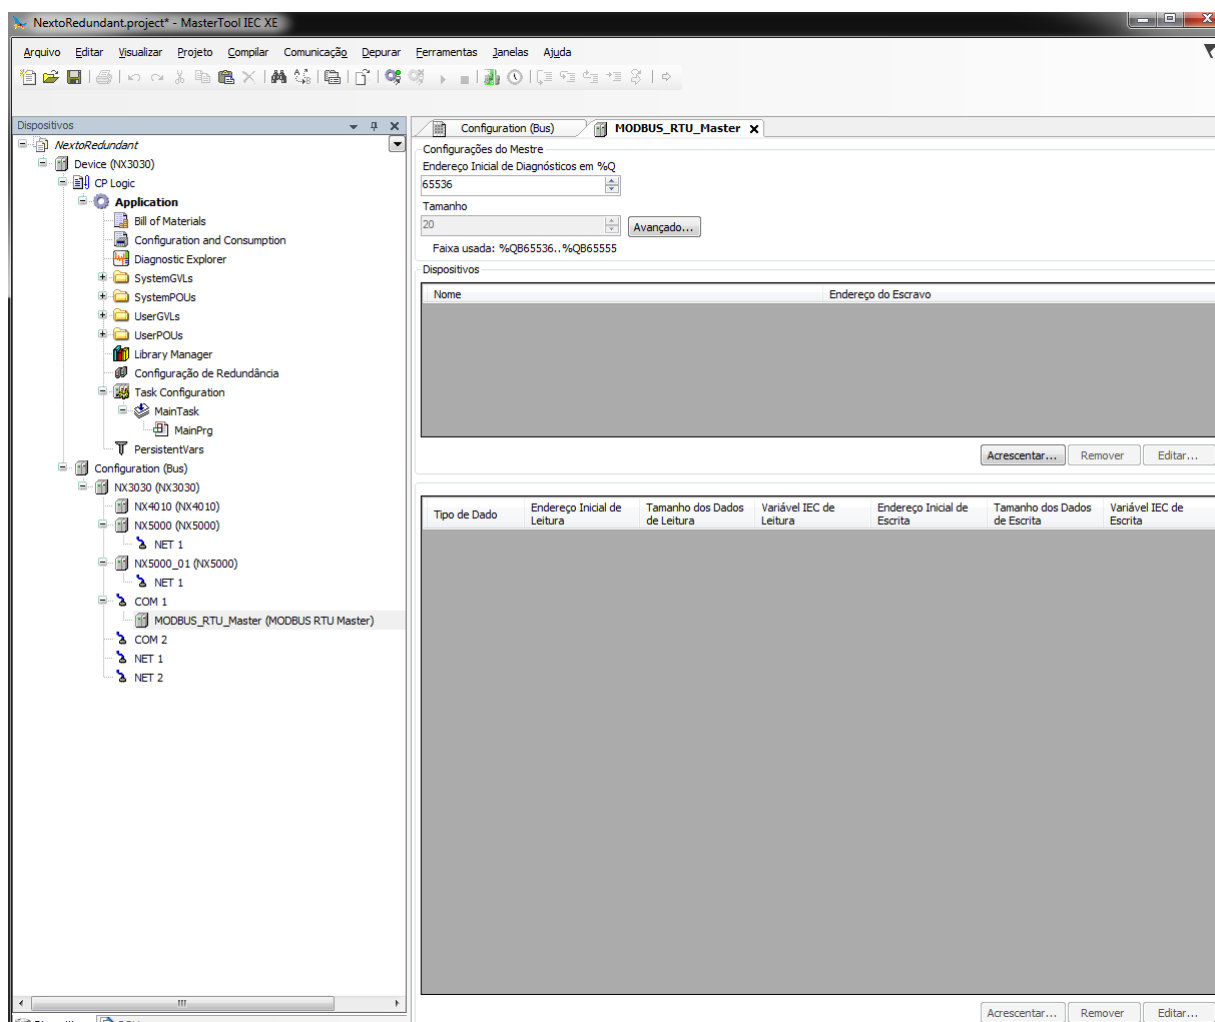 NextoRedundant.project* - MasterTool IEC XE
Arquivo Editar Visualizar Projeto Compilar Comunicação Depurar Ferramentas Janelas Ajuda
Dispositivos
NextoRedundant
Device (NX3030)
CP Logic
Application
Bill of Materials
Configuration and Consumption
Diagnostic Explorer
SystemGVLs
SystemPOUs
UserGVLs
UserPOUs
Library Manager
Configuração de Redundância
Task Configuration
MainTask
MainPrg
PersistentVars
Configuration (Bus)
NX3030 (NX3030)
NX4010 (NX4010)
NX5000 (NX5000)
NET 1
NX5000_01 (NX5000)
NET 1
COM 1
MODBUS_RTU_Master (MODBUS RTU Master)
COM 2
NET 1
NET 2
Configuration (Bus) MODBUS_RTU_Master
Configurações do Mestre
Endereço Inicial de Diagnósticos em %Q
65536
Tamanho
20 Avançado...
Faixa usada: %QB65536..%QB65555
Dispositivos
Nome Endereço do Escravo
Acrescentar... Remover Editar...
Tipo de Dado Endereço Inicial de Leitura Tamanho dos Dados de Leitura Variável IEC de Leitura Endereço Inicial de Escrita Tamanho dos Dados de Escrita Variável IEC de Escrita
Acrescentar... Remover Editar...